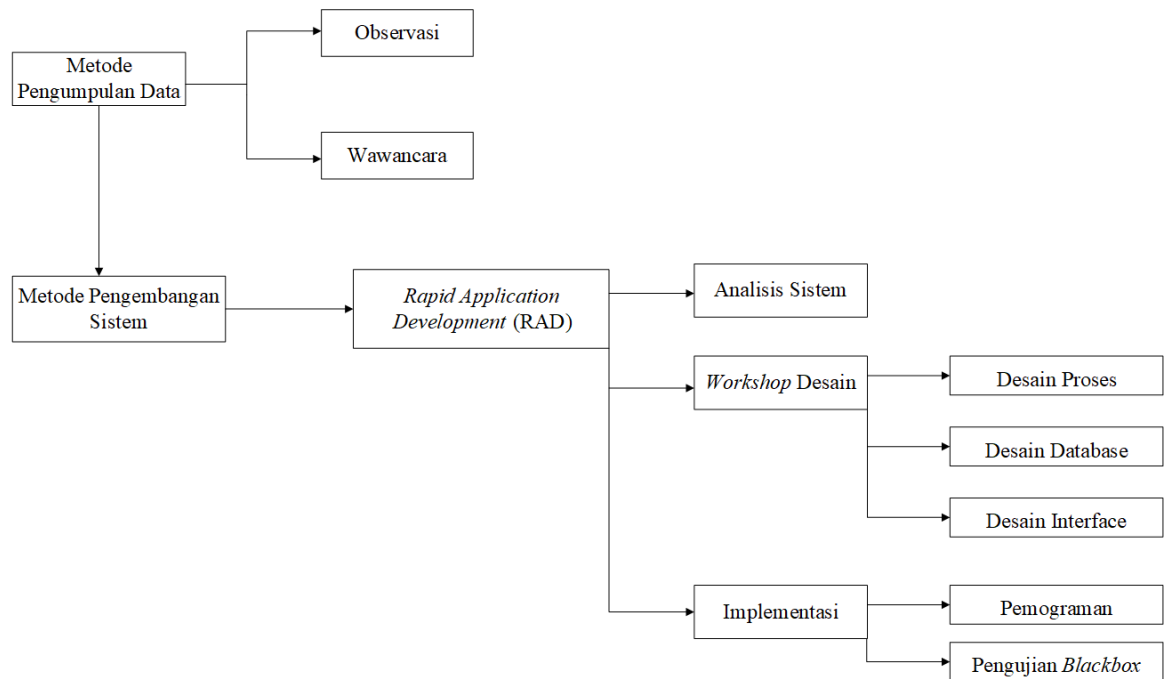 Observasi
Metode
Pengumpulan Data
Wawancara
Metode Pengembangan
Sistem
Rapid Application
Development (RAD)
Analisis Sistem
Workshop Desain
Desain Proses
Desain Database
Desain Interface
Implementasi
Pemograman
Pengujian Blackbox